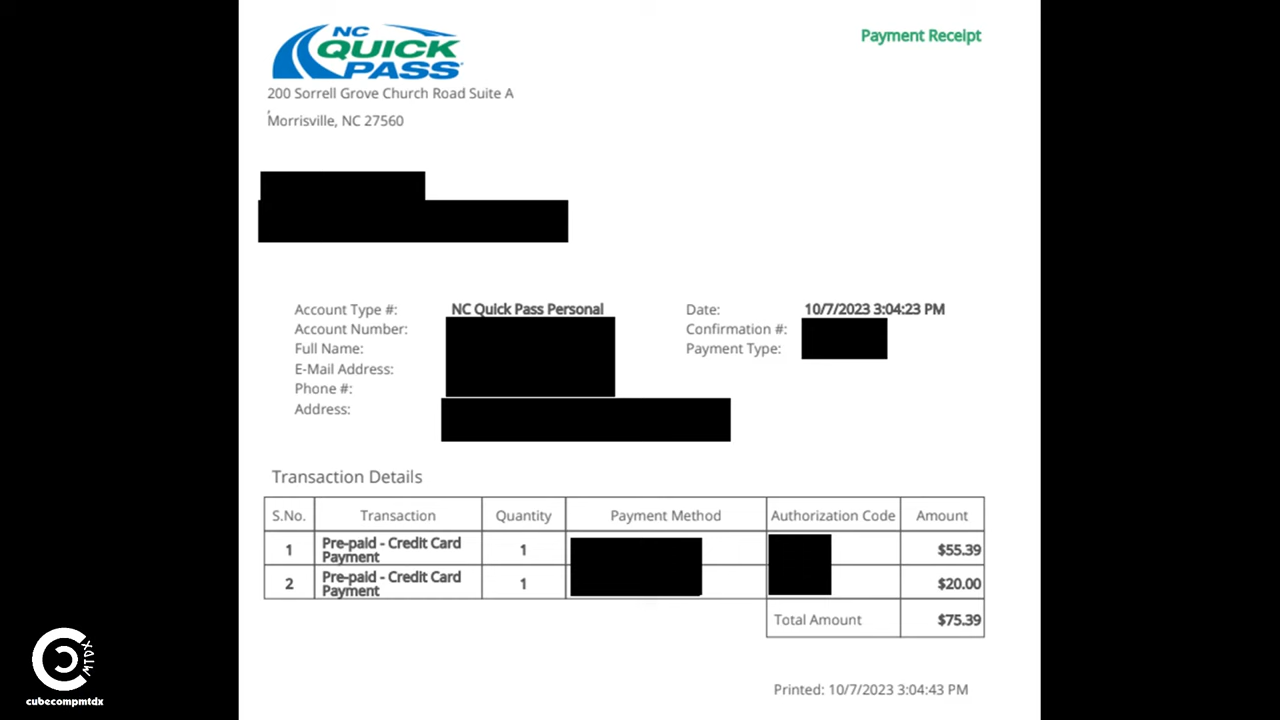 NC
QUICK
PASS
Payment Receipt
200 Sorrell Grove Church Road Suite A
,
Morrisville, NC 27560
Account Type #: NC Quick Pass Personal Date: 10/7/2023 3:04:23 PM
Account Number: Confirmation #:
Full Name: Payment Type:
E-Mail Address:
Phone #:
Address:
Transaction Details
S.No. Transaction Quantity Payment Method Authorization Code Amount
1 Pre-paid - Credit Card Payment 1 $55.39
2 Pre-paid - Credit Card Payment 1 $20.00
Total Amount $75.39
Printed: 10/7/2023 3:04:43 PM
MTDX
cubecompmtdx